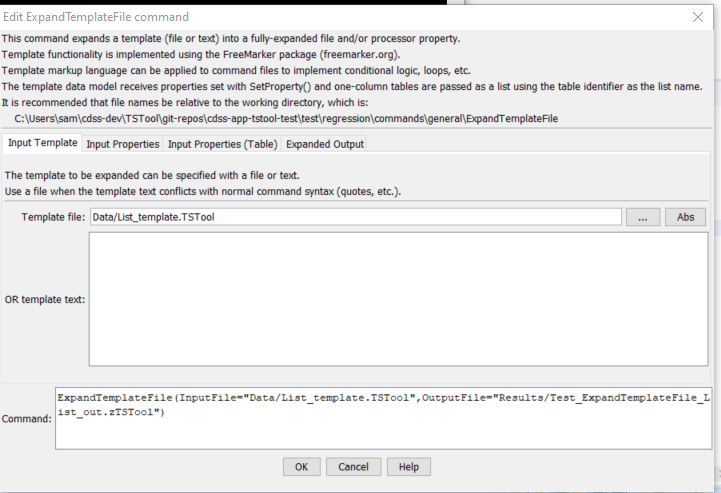 Edit ExpandTemplateFile command
This command expands a template (file or text) into a fully-expanded file and/or processor property.
Template functionality is implemented using the FreeMarker package (freemarker.org).
Template markup language can be applied to command files to implement conditional logic, loops, etc.
The template data model receives properties set with SetProperty() and one-column tables are passed as a list using the table identifier as the list name.
It is recommended that file names be relative to the working directory, which is:
C:\Users\sam\cdss-dev\TSTool\git-repos\cdss-app-tstool-test\test\regression\commands\general\ExpandTemplateFile
Input Template Input Properties Input Properties (Table) Expanded Output
The template to be expanded can be specified with a file or text.
Use a file when the template text conflicts with normal command syntax (quotes, etc.).
Template file: Data/List_template.TSTool ... Abs
OR template text:
ExpandTemplateFile(InputFile="Data/List_template.TSTool",OutputFile="Results/Test_ExpandTemplateFile_L
ist_out.zTSTool")
Command:
OK Cancel Help